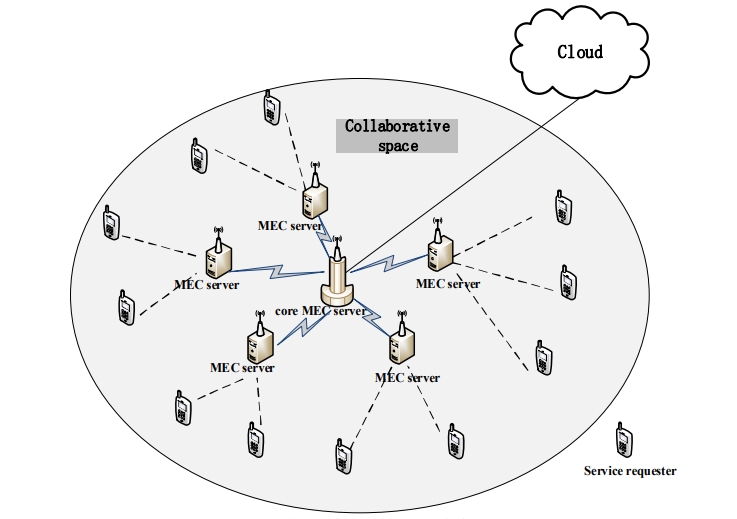 Cloud
Collaborative
space
MEC server
MEC server
MEC server
core MEC server
MEC server
MEC server
Service requester